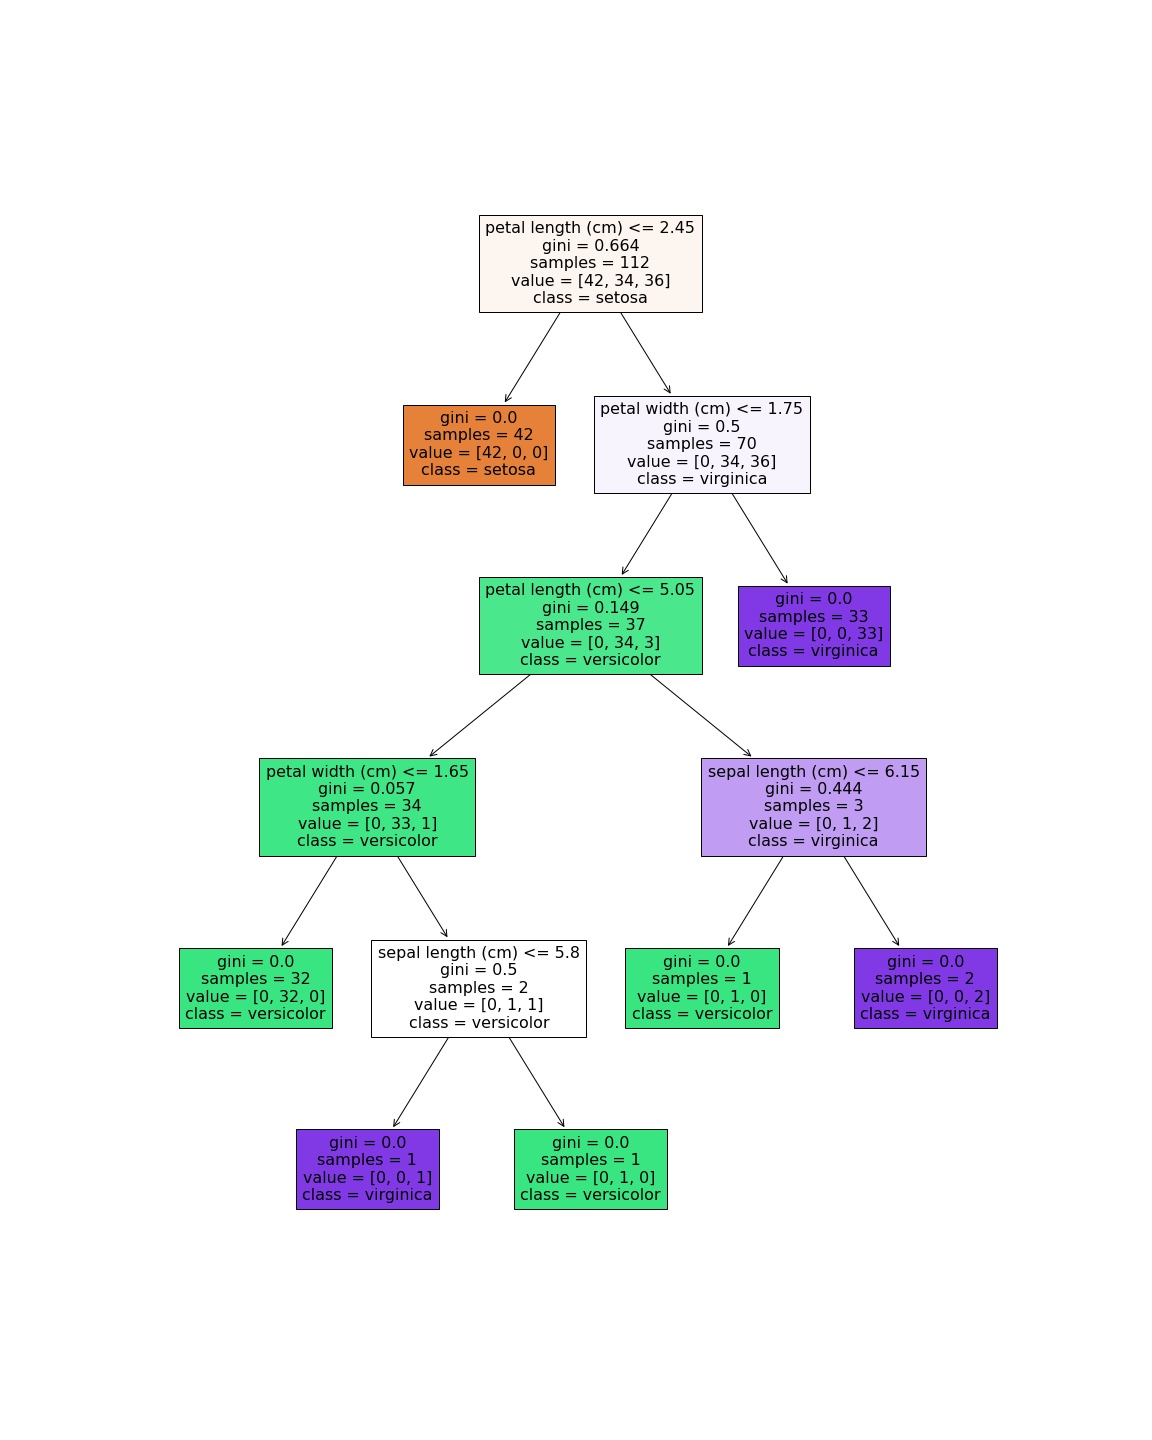 petal length (cm) <= 2.45
gini = 0.664
samples = 112
value = [42, 34, 36]
class = setosa
gini = 0.0
samples = 42
value = [42, 0, 0]
class = setosa
petal width (cm) <= 1.75
gini = 0.5
samples = 70
value = [0, 34, 36]
class = virginica
petal length (cm) <= 5.05
gini = 0.149
samples = 37
value = [0, 34, 3]
class = versicolor
gini = 0.0
samples = 33
value = [0, 0, 33]
class = virginica
petal width (cm) <= 1.65
gini = 0.057
samples = 34
value = [0, 33, 1]
class = versicolor
sepal length (cm) <= 6.15
gini = 0.444
samples = 3
value = [0, 1, 2]
class = virginica
gini = 0.0
samples = 32
value = [0, 32, 0]
class = versicolor
sepal length (cm) <= 5.8
gini = 0.5
samples = 2
value = [0, 1, 1]
class = versicolor
gini = 0.0
samples = 1
value = [0, 1, 0]
class = versicolor
gini = 0.0
samples = 2
value = [0, 0, 2]
class = virginica
gini = 0.0
samples = 1
value = [0, 0, 1]
class = virginica
gini = 0.0
samples = 1
value = [0, 1, 0]
class = versicolor